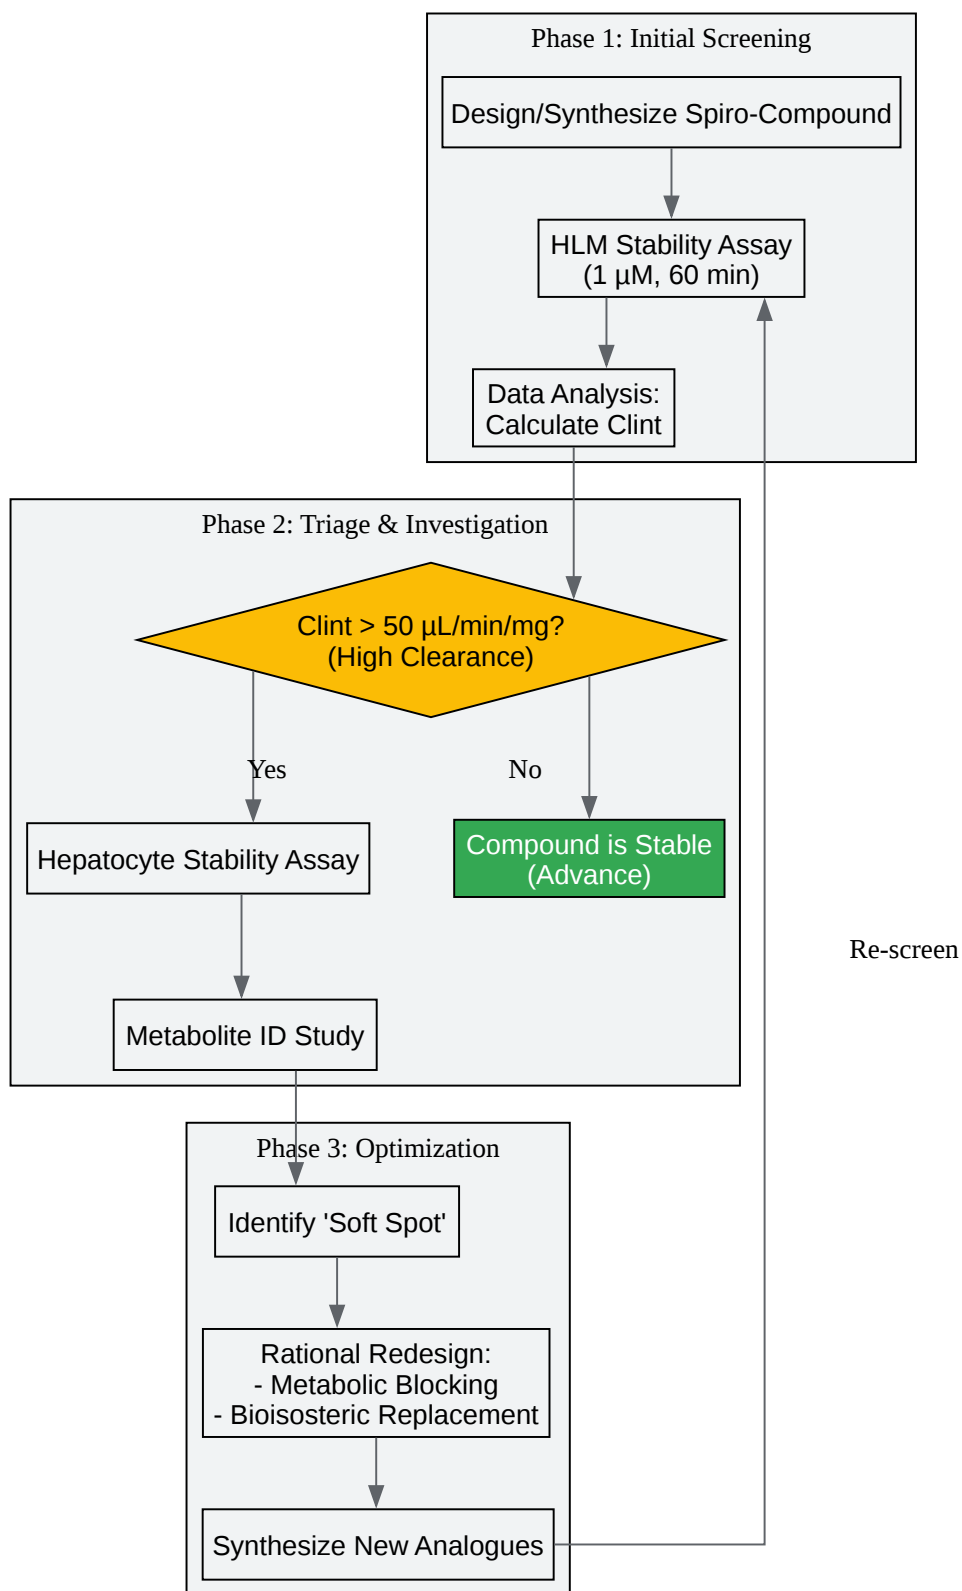 Phase 1: Initial Screening
Design/Synthesize Spiro-Compound
HLM Stability Assay
(1 µM, 60 min)
Data Analysis:
Calculate Clint
Phase 2: Triage & Investigation
Clint > 50 µL/min/mg?
(High Clearance)
Yes
No
Hepatocyte Stability Assay
Compound is Stable
(Advance)
Re-screen
Metabolite ID Study
Phase 3: Optimization
Identify 'Soft Spot'
Rational Redesign:
- Metabolic Blocking
- Bioisosteric Replacement
Synthesize New Analogues